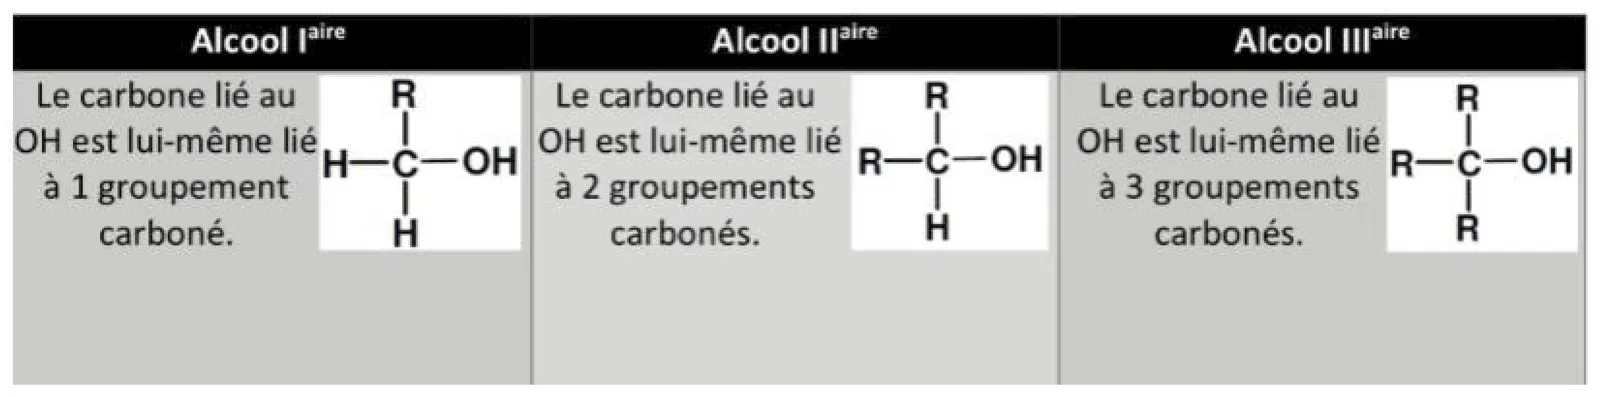 Alcool Iaire
Alcool IIaire
Alcool IIIaire
Le carbone lié au
OH est lui-même lié
à 1 groupement
carboné.
R
H—C—OH
H
Le carbone lié au
OH est lui-même lié
à 2 groupements
carbonés.
R
R—C—OH
H
Le carbone lié au
OH est lui-même lié
à 3 groupements
carbonés.
R
R—C—OH
R